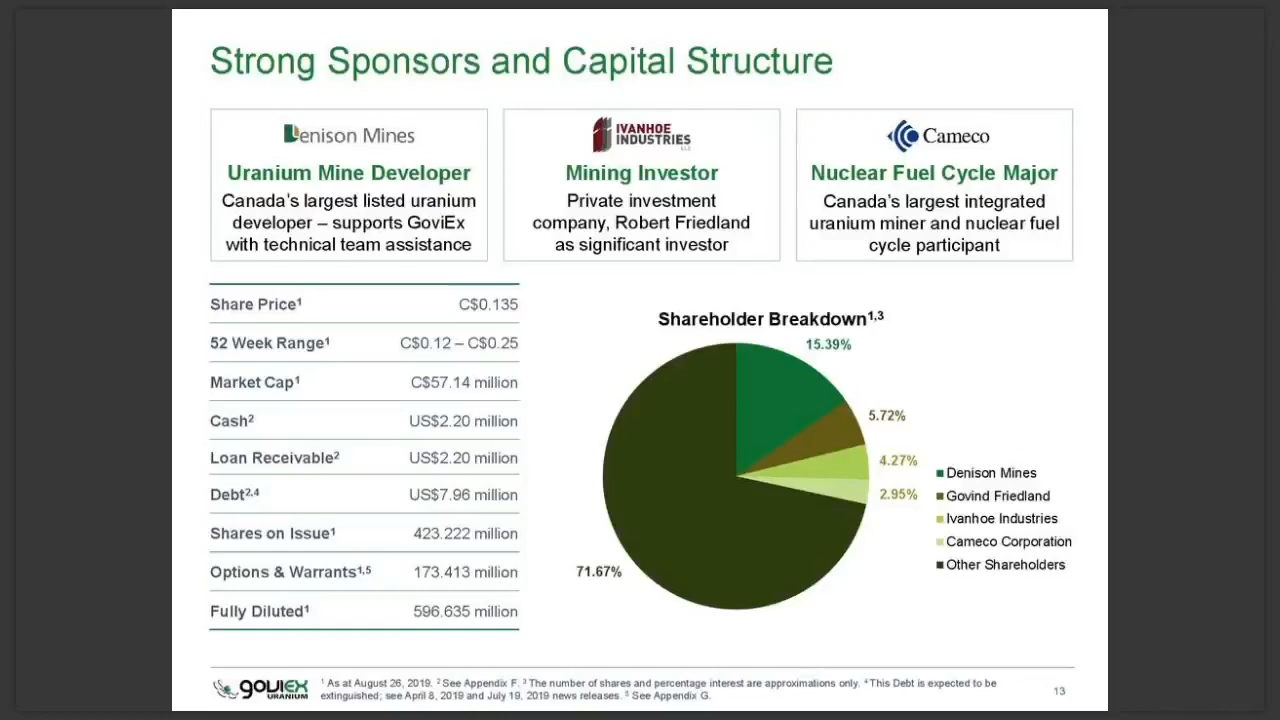 Strong Sponsors and Capital Structure
Denison Mines
Uranium Mine Developer
Canada's largest listed uranium
developer – supports GoviEx
with technical team assistance
IVANHOE
INDUSTRIES
LLC
Mining Investor
Private investment
company, Robert Friedland
as significant investor
Cameco
Nuclear Fuel Cycle Major
Canada's largest integrated
uranium miner and nuclear fuel
cycle participant
Share Price¹ C$0.135
52 Week Range¹ C$0.12 – C$0.25
Market Cap¹ C$57.14 million
Cash² US$2.20 million
Loan Receivable² US$2.20 million
Debt²,⁴ US$7.96 million
Shares on Issue¹ 423.222 million
Options & Warrants¹,⁵ 173.413 million
Fully Diluted¹ 596.635 million
Shareholder Breakdown¹,³
15.39%
5.72%
4.27%
2.95%
71.67%
Denison Mines
Govind Friedland
Ivanhoe Industries
Cameco Corporation
Other Shareholders
GOVIEX
URANIUM
¹ As at August 26, 2019. ² See Appendix F. ³ The number of shares and percentage interest are approximations only. ⁴ This Debt is expected to be
extinguished; see April 8, 2019 and July 19, 2019 news releases. ⁵ See Appendix G.
13